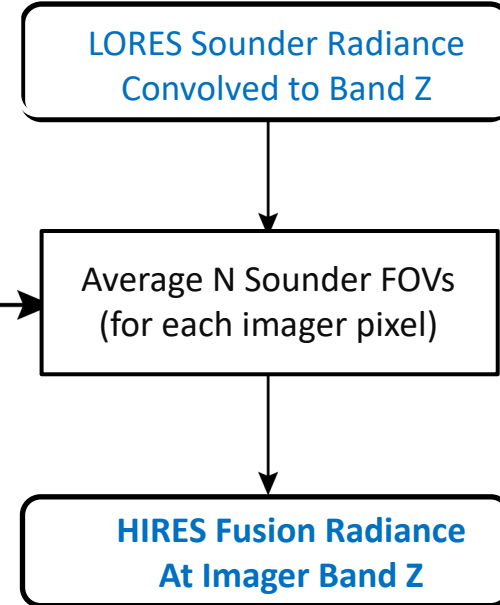 LORES Sounder Radiance
Convolved to Band Z
Average N Sounder FOVs
(for each imager pixel)
HIRES Fusion Radiance
At Imager Band Z